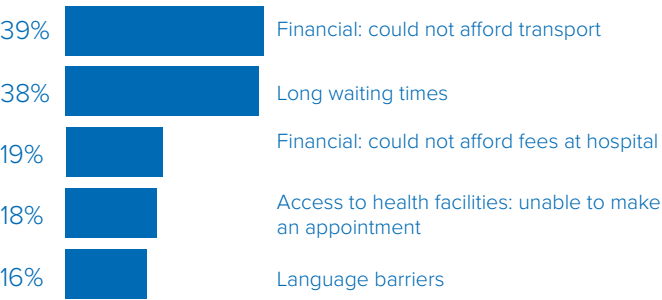 39% Financial: could not afford transport
38% Long waiting times
19% Financial: could not afford fees at hospital
18% Access to health facilities: unable to make
an appointment
16% Language barriers